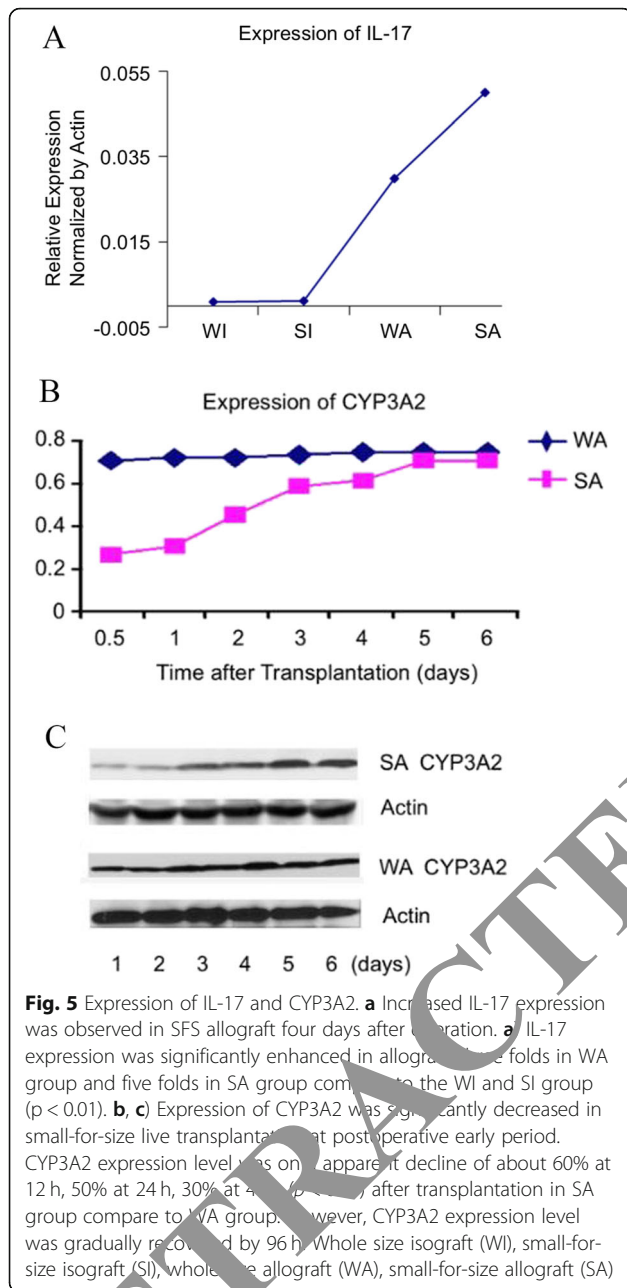 A
Expression of IL-17
Relative Expression
Normalized by Actin
0.055
0.035
0.015
-0.005
WI SI WA SA
B
Expression of CYP3A2
0.8
0.6
0.4
0.2
0
WA
SA
0.5 1 2 3 4 5 6
Time after Transplantation (days)
C
SA CYP3A2
Actin
WA CYP3A2
Actin
1 2 3 4 5 6 (days)
Fig. 5 Expression of IL-17 and CYP3A2. a Increased IL-17 expression
was observed in SFS allograft four days after
expression was significantly enhanced in folds in WA
group and five folds in SA group to the WI and SI group
(p < 0.01). b, c) Expression of CYP3A2 was decreased in
small-for-size live at postoperative early period.
CYP3A2 expression level apparent decline of about 60% at
12 h, 50% at 24 h, 30% at after transplantation in SA
group compare to WA group. CYP3A2 expression level
was gradually by 96 h. Whole size isograft (WI), small-for-
size isograft (SI), allograft (WA), small-for-size allograft (SA)